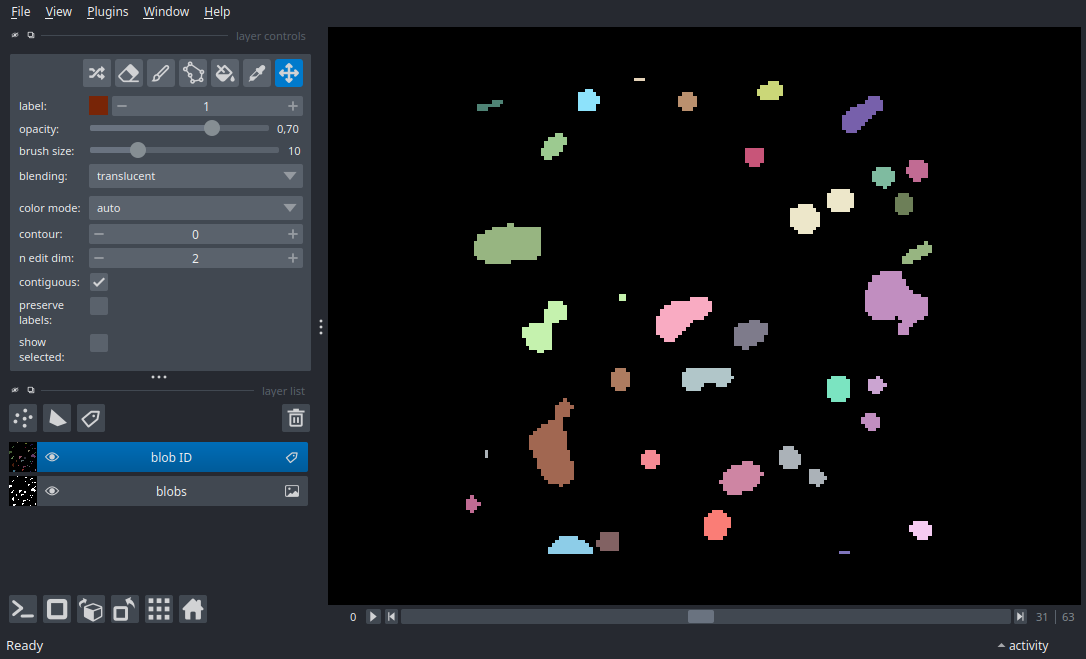 File View Plugins Window Help
layer controls
label: 1
opacity: 0,70
brush size: 10
blending: translucent
color mode: auto
contour: 0
n edit dim: 2
contiguous:
preserve
labels:
show
selected:
layer list
blob ID
blobs
0 31 63
Ready activity